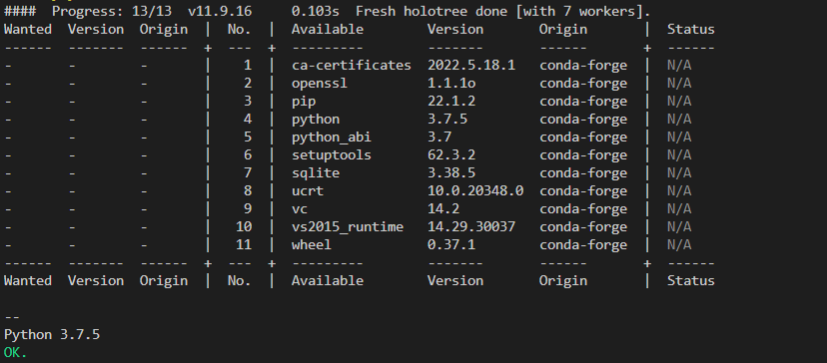 ####  Progress: 13/13  v11.9.16     0.103s  Fresh holotree done [with 7 workers].
Wanted  Version  Origin  |  No.  |  Available       Version       Origin       |  Status
------  -------  ------  +  ---  +  ---------       -------       ------       +  ------
-       -        -       |    1  |  ca-certificates  2022.5.18.1   conda-forge  |  N/A
-       -        -       |    2  |  openssl          1.1.1o        conda-forge  |  N/A
-       -        -       |    3  |  pip              22.1.2        conda-forge  |  N/A
-       -        -       |    4  |  python           3.7.5         conda-forge  |  N/A
-       -        -       |    5  |  python_abi       3.7           conda-forge  |  N/A
-       -        -       |    6  |  setuptools       62.3.2        conda-forge  |  N/A
-       -        -       |    7  |  sqlite           3.38.5        conda-forge  |  N/A
-       -        -       |    8  |  ucrt             10.0.20348.0  conda-forge  |  N/A
-       -        -       |    9  |  vc               14.2          conda-forge  |  N/A
-       -        -       |   10  |  vs2015_runtime   14.29.30037   conda-forge  |  N/A
-       -        -       |   11  |  wheel            0.37.1        conda-forge  |  N/A
------  -------  ------  +  ---  +  ---------       -------       ------       +  ------
Wanted  Version  Origin  |  No.  |  Available       Version       Origin       |  Status
--
Python 3.7.5
OK.